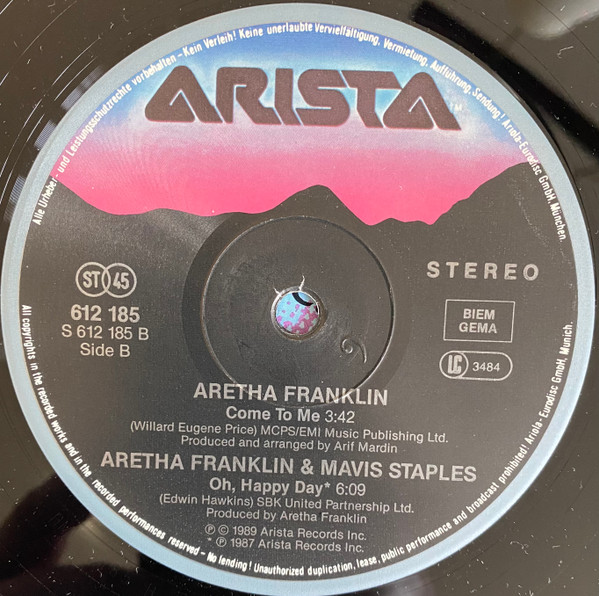 Alle Urheber- und Leistungsschutzrechte vorbehalten - Kein Verleih! Keine unerlaubte Vervielfältigung, Vermietung, Aufführung, Sendung! Ariola-Eurodisc GmbH, München.
ARISTA
TM
STEREO
ST 45
612 185
S 612 185 B
Side B
BIEM
GEMA
LC 3484
ARETHA FRANKLIN
Come To Me 3:42
(Willard Eugene Price) MCPS/EMI Music Publishing Ltd.
Produced and arranged by Arif Mardin
ARETHA FRANKLIN & MAVIS STAPLES
Oh, Happy Day* 6:09
(Edwin Hawkins) SBK United Partnership Ltd.
Produced by Aretha Franklin
℗ © 1989 Arista Records Inc.
* ℗ 1987 Arista Records Inc.
All copyrights in the recorded works and in the recorded performances reserved – No lending! Unauthorized duplication, lease, public performance and broadcast prohibited! Ariola-Eurodisc GmbH, Munich.